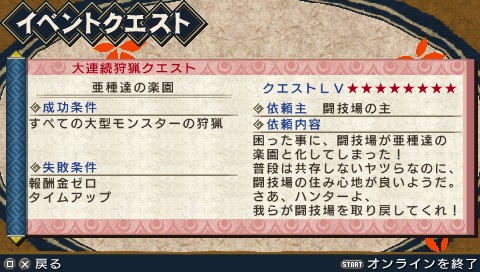 イベントクエスト
大連続狩猟クエスト
亜種達の楽園
成功条件
すべての大型モンスターの狩猟
失敗条件
報酬金ゼロ
タイムアップ
クエストLV★★★★★★★★
依頼主 闘技場の主
依頼内容
困った事に、闘技場が亜種達の
楽園と化してしまった！
普段は共存しないヤツらなのに、
闘技場の住み心地が良いようだ。
さあ、ハンターよ、
我らが闘技場を取り戻してくれ！
戻る
START オンラインを終了